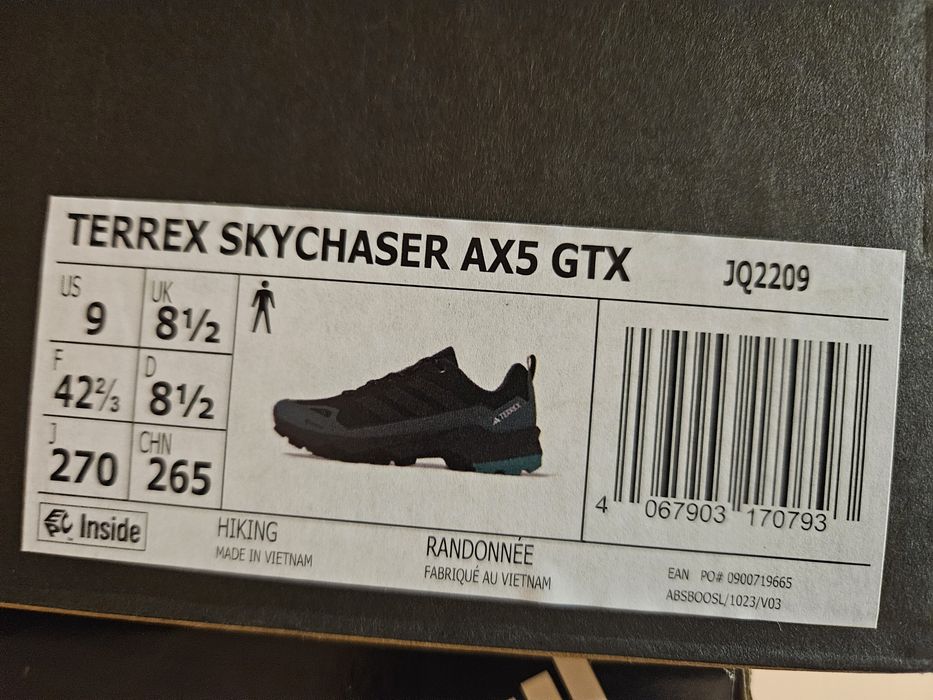 TERREX SKYCHASER AX5 GTX
JQ2209
US
9
UK
8½
F
42⅔
D
8½
J
270
CHN
265
TERREX
4 067903 170793
Inside
HIKING
MADE IN VIETNAM
RANDONNÉE
FABRIQUÉ AU VIETNAM
EAN PO# 0900719665
ABSBOOSL/1023/V03